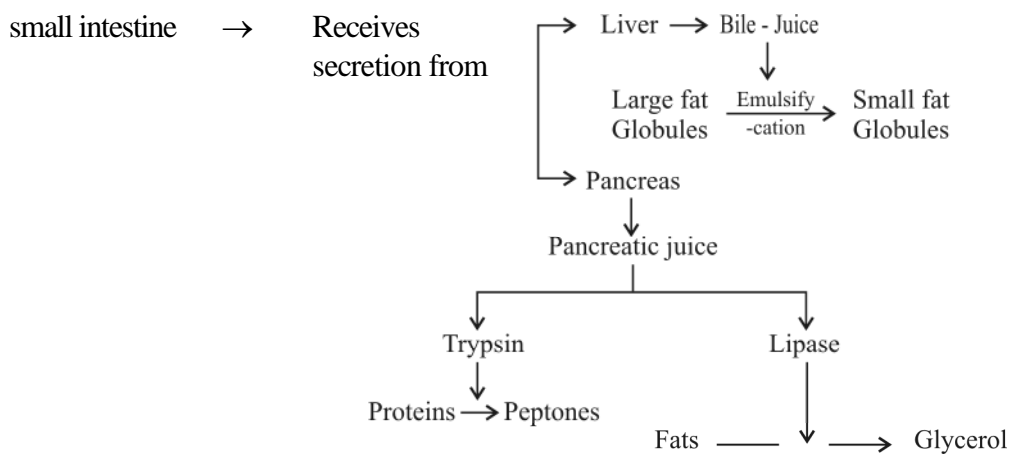 small intestine → Receives secretion from
Liver → Bile - Juice
Large fat Globules
Emulsify -cation
Small fat Globules
Pancreas
Pancreatic juice
Trypsin
Lipase
Proteins → Peptones
Fats → Glycerol